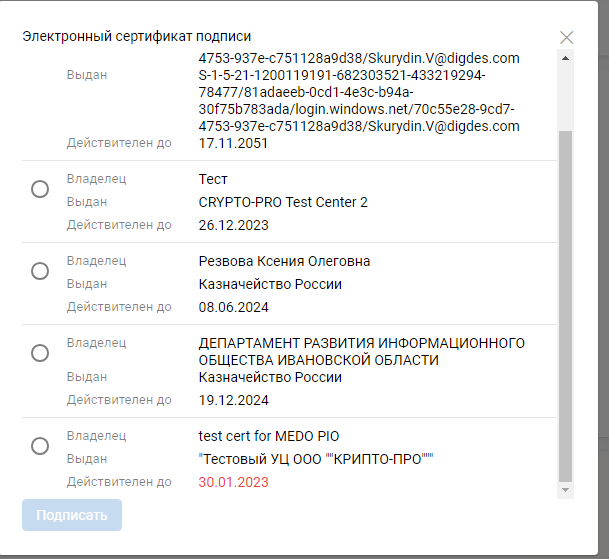 Электронный сертификат подписи
4753-937e-c751128a9d38/Skurydin.V@digdes.com
Выдан S-1-5-21-1200119191-682303521-433219294-
78477/81adaeeb-0cd1-4e3c-b94a-
30f75b783ada/login.windows.net/70c55e28-9cd7-
4753-937e-c751128a9d38/Skurydin.V@digdes.com
Действителен до 17.11.2051
Владелец Тест
Выдан CRYPTO-PRO Test Center 2
Действителен до 26.12.2023
Владелец Резвова Ксения Олеговна
Выдан Казначейство России
Действителен до 08.06.2024
Владелец ДЕПАРТАМЕНТ РАЗВИТИЯ ИНФОРМАЦИОННОГО
ОБЩЕСТВА ИВАНОВСКОЙ ОБЛАСТИ
Выдан Казначейство России
Действителен до 19.12.2024
Владелец test cert for MEDO PIO
Выдан "Тестовый УЦ ООО ""КРИПТО-ПРО"""
Действителен до 30.01.2023
Подписать